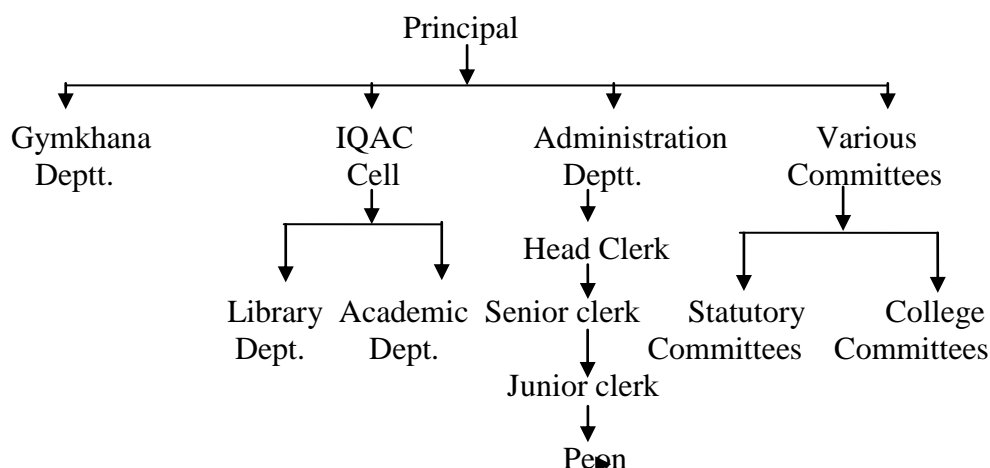 Principal
Gymkhana Deptt.
IQAC Cell
Administration Deptt.
Various Committees
Head Clerk
Library Dept.
Academic Dept.
Senior clerk
Statutory Committees
College Committees
Junior clerk
Peon